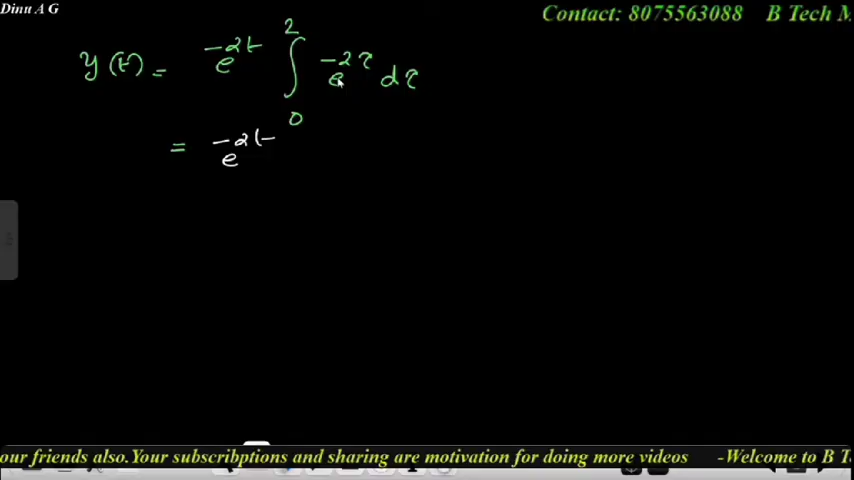 Dinu A G
Contact: 8075563088 B Tech M
y(t) = e^{-2t} ∫_0^2 e^{-2τ} dτ
= e^{-2t}
our friends also.Your subscribptions and sharing are motivation for doing more videos -Welcome to B T